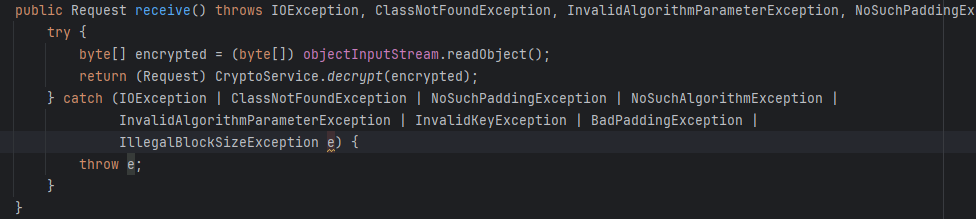 public Request receive() throws IOException, ClassNotFoundException, InvalidAlgorithmParameterException, NoSuchPaddingEx
try {
byte[] encrypted = (byte[]) objectInputStream.readObject();
return (Request) CryptoService.decrypt(encrypted);
} catch (IOException | ClassNotFoundException | NoSuchPaddingException | NoSuchAlgorithmException |
InvalidAlgorithmParameterException | InvalidKeyException | BadPaddingException |
IllegalBlockSizeException e) {
throw e;
}
}